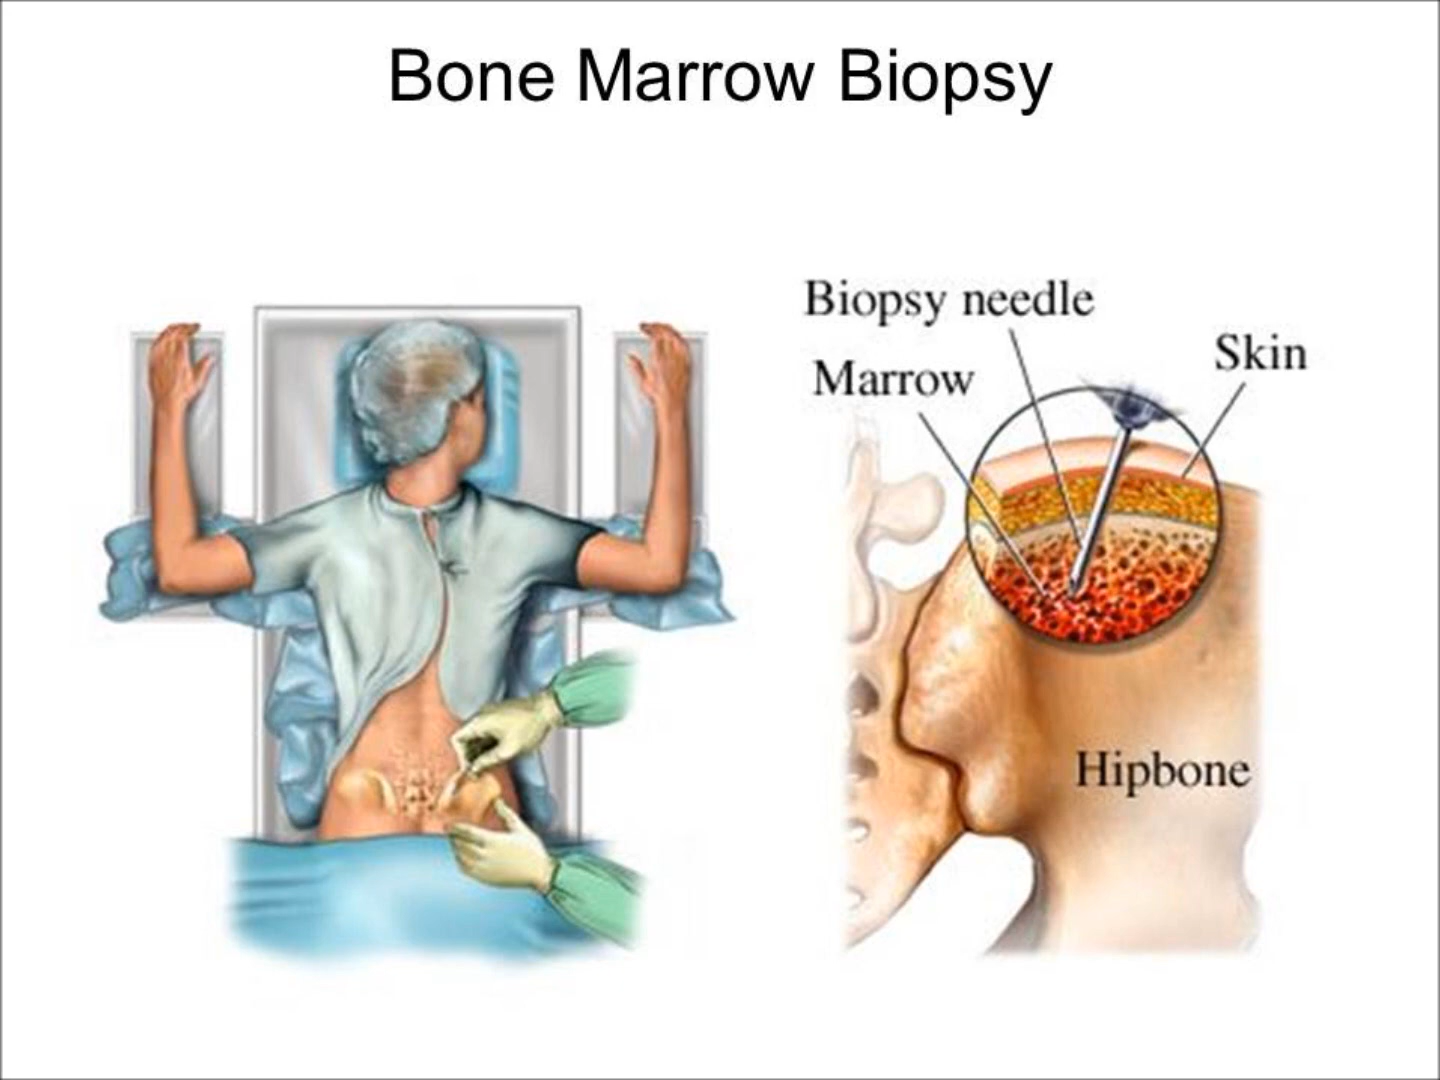 Bone Marrow Biopsy
Biopsy needle
Skin
Marrow
Hipbone